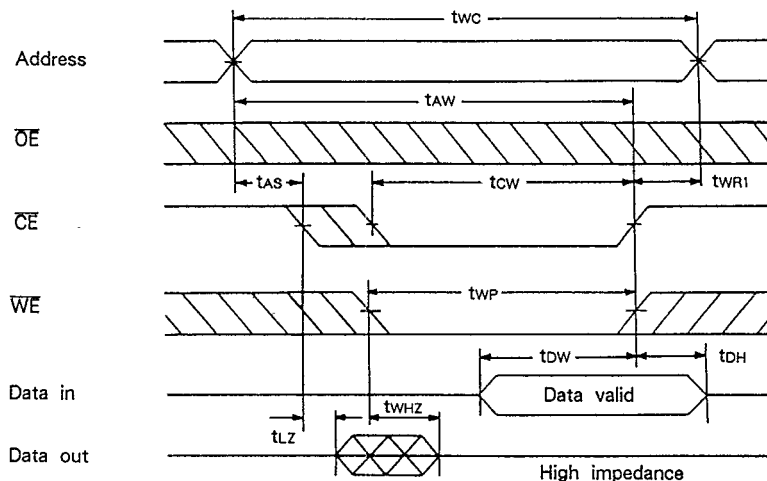 tWC
Address
tAW
OE
tAS
tCW
tWR1
CE
tWP
WE
tDW
tDH
Data in
Data valid
tWHZ
tLZ
Data out
High impedance